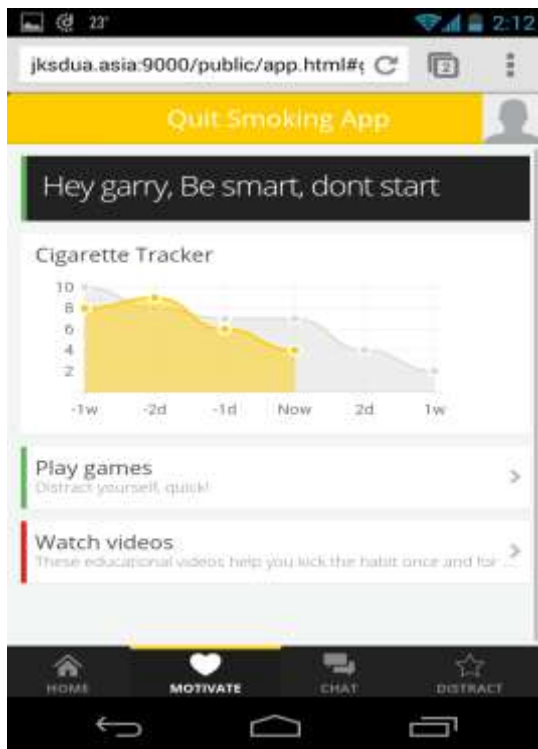 23° 2:12
jksdua.asia:9000/public/app.html# 2
Quit Smoking App
Hey garry, Be smart, dont start
Cigarette Tracker
10
8
6
4
2
-1w -2d -1d Now 2d 1w
Play games
Distract yourself, quick!
Watch videos
These educational videos help you kick the habit once and for ...
HOME MOTIVATE CHAT DISTRACT